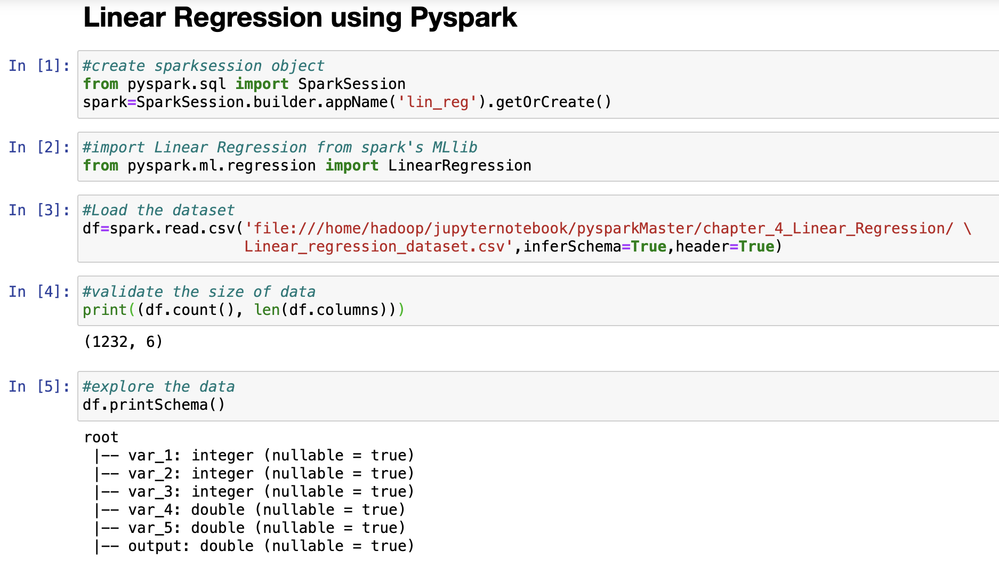 Linear Regression using Pyspark
In [1]: #create sparksession object
from pyspark.sql import SparkSession
spark=SparkSession.builder.appName('lin_reg').getOrCreate()
In [2]: #import Linear Regression from spark's MLlib
from pyspark.ml.regression import LinearRegression
In [3]: #Load the dataset
df=spark.read.csv('file:///home/hadoop/jupyternotebook/pysparkMaster/chapter_4_Linear_Regression/ \
Linear_regression_dataset.csv',inferSchema=True,header=True)
In [4]: #validate the size of data
print((df.count(), len(df.columns)))
(1232, 6)
In [5]: #explore the data
df.printSchema()
root
|-- var_1: integer (nullable = true)
|-- var_2: integer (nullable = true)
|-- var_3: integer (nullable = true)
|-- var_4: double (nullable = true)
|-- var_5: double (nullable = true)
|-- output: double (nullable = true)